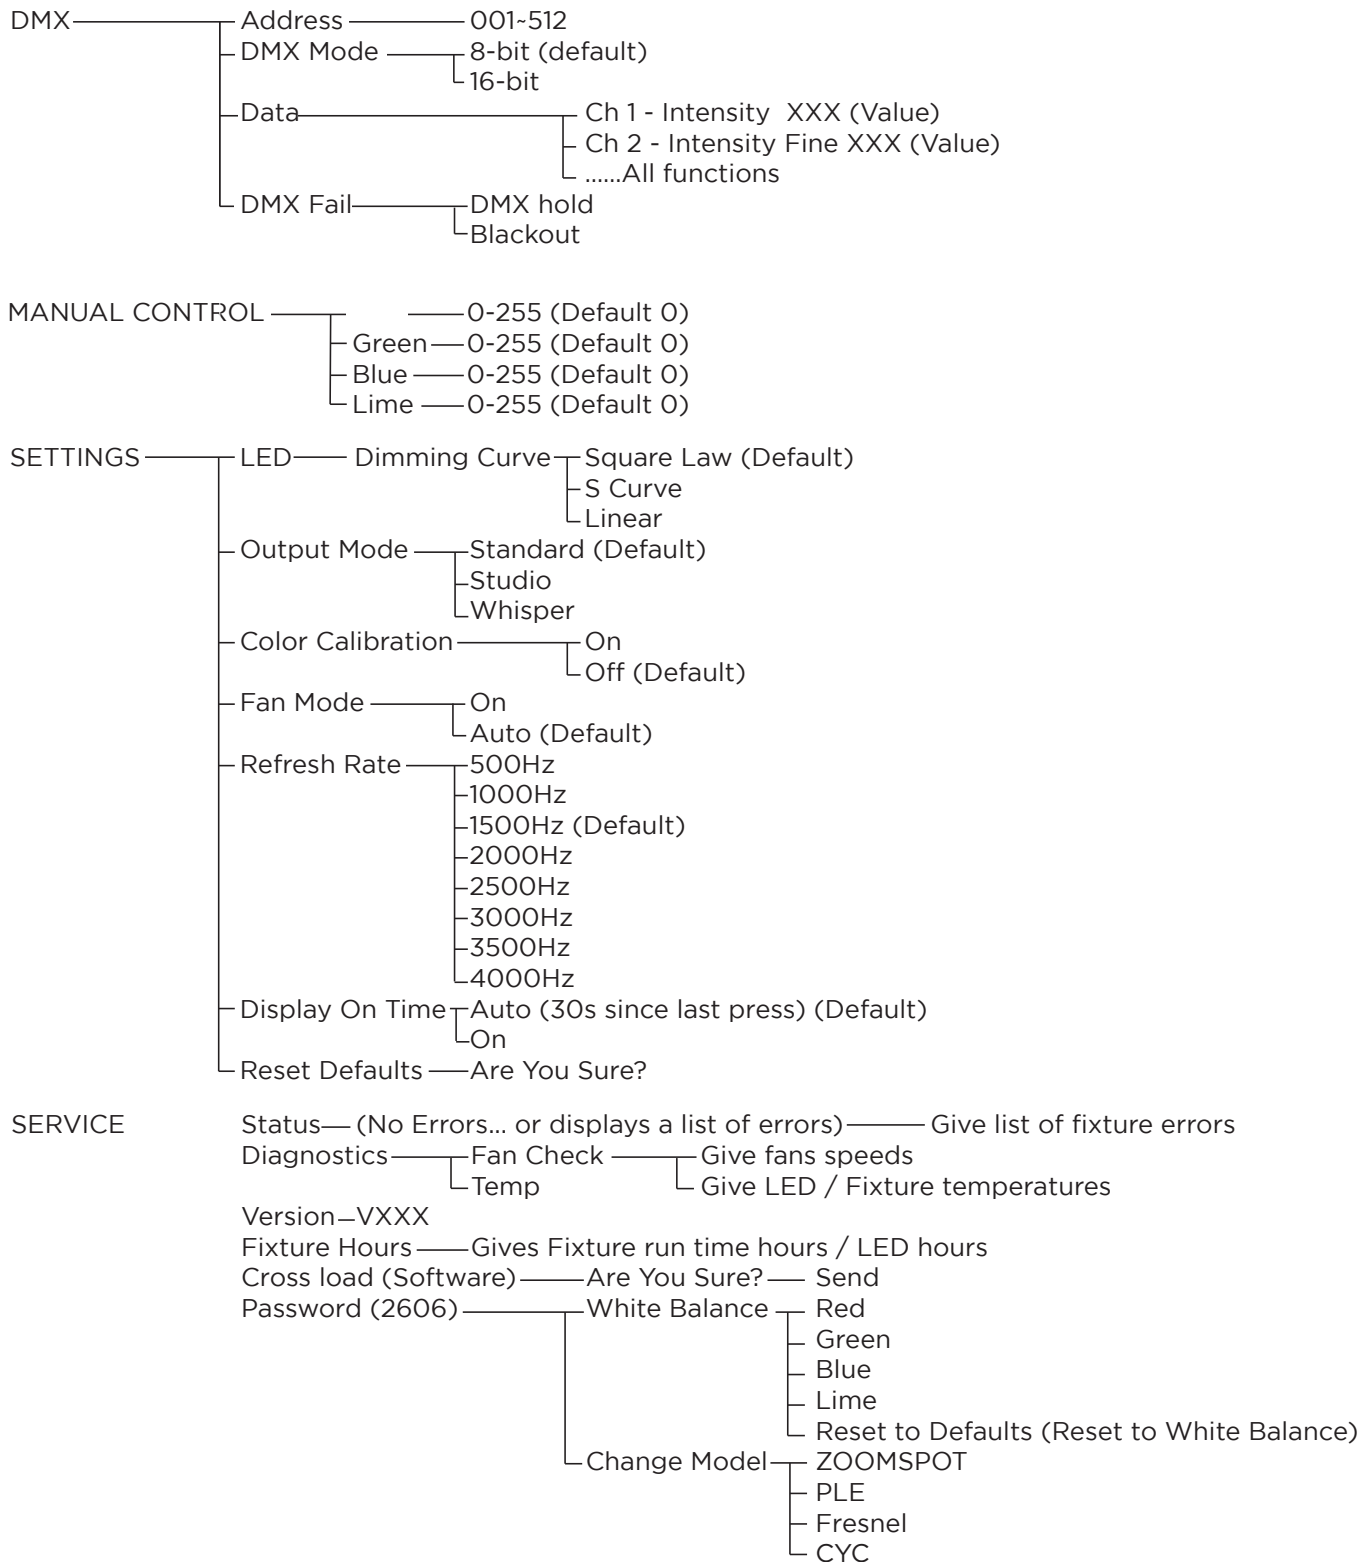 DMX Address 001~512
DMX Mode 8-bit (default)
16-bit
Data Ch 1 - Intensity XXX (Value)
Ch 2 - Intensity Fine XXX (Value)
......All functions
DMX Fail DMX hold
Blackout
MANUAL CONTROL 0-255 (Default 0)
Green 0-255 (Default 0)
Blue 0-255 (Default 0)
Lime 0-255 (Default 0)
SETTINGS LED Dimming Curve Square Law (Default)
S Curve
Linear
Output Mode Standard (Default)
Studio
Whisper
Color Calibration On
Off (Default)
Fan Mode On
Auto (Default)
Refresh Rate 500Hz
1000Hz
1500Hz (Default)
2000Hz
2500Hz
3000Hz
3500Hz
4000Hz
Display On Time Auto (30s since last press) (Default)
On
Reset Defaults Are You Sure?
SERVICE Status (No Errors... or displays a list of errors) Give list of fixture errors
Diagnostics Fan Check Give fans speeds
Temp Give LED / Fixture temperatures
Version VXXX
Fixture Hours Gives Fixture run time hours / LED hours
Cross load (Software) Are You Sure? Send
Password (2606) White Balance Red
Green
Blue
Lime
Reset to Defaults (Reset to White Balance)
Change Model ZOOMSPOT
PLE
Fresnel
CYC